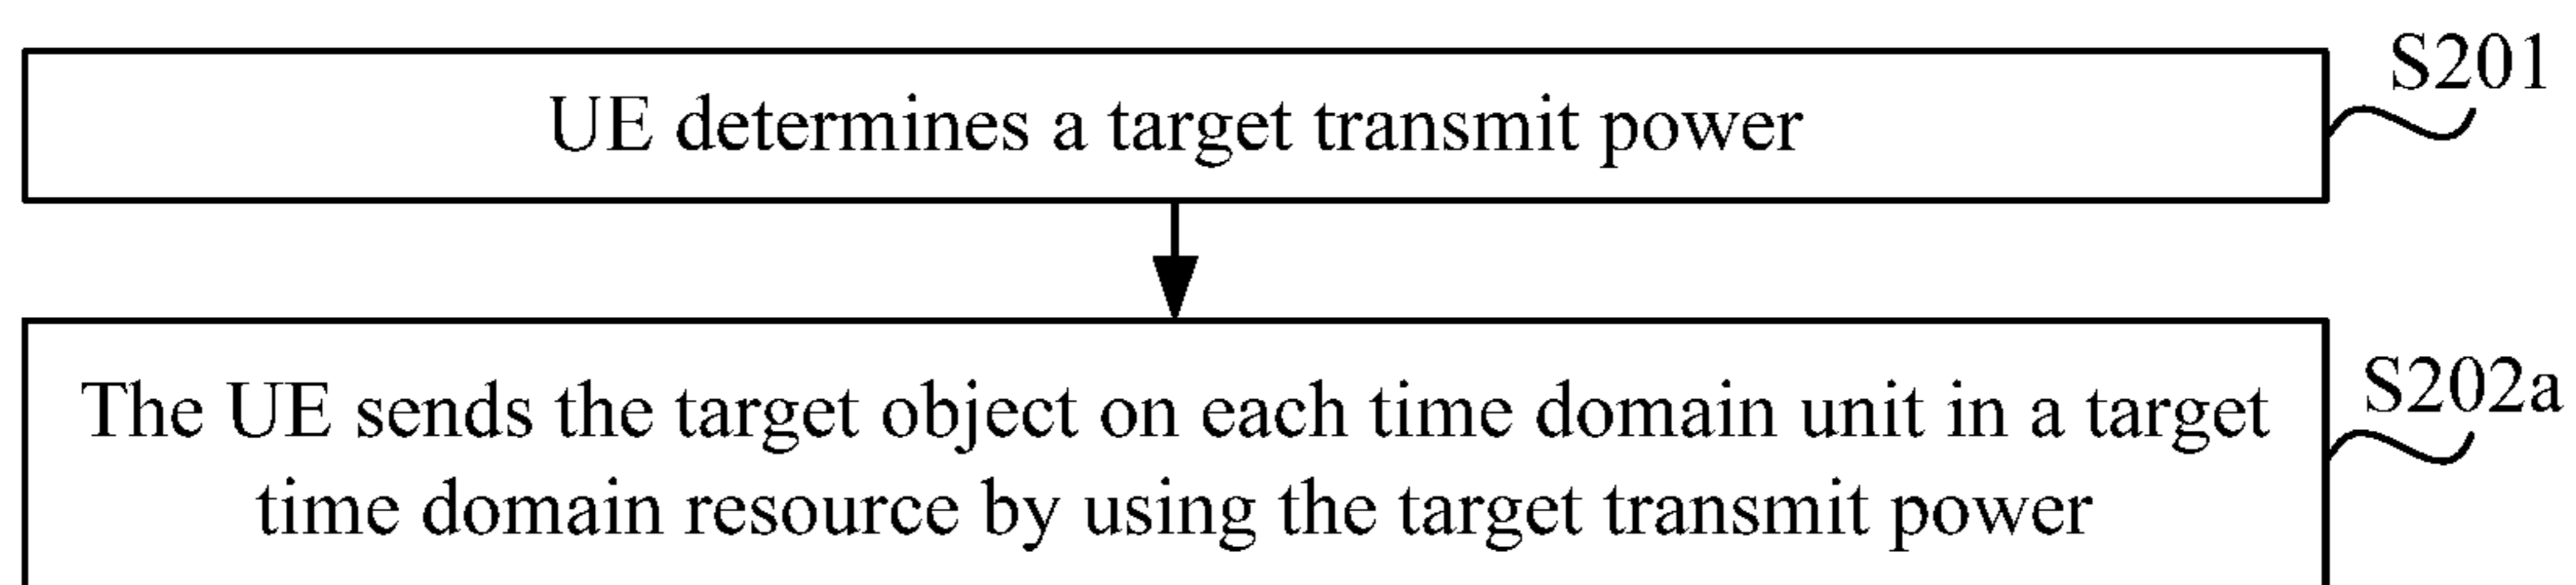 S201
UE determines a target transmit power
S202a
The UE sends the target object on each time domain unit in a target
time domain resource by using the target transmit power